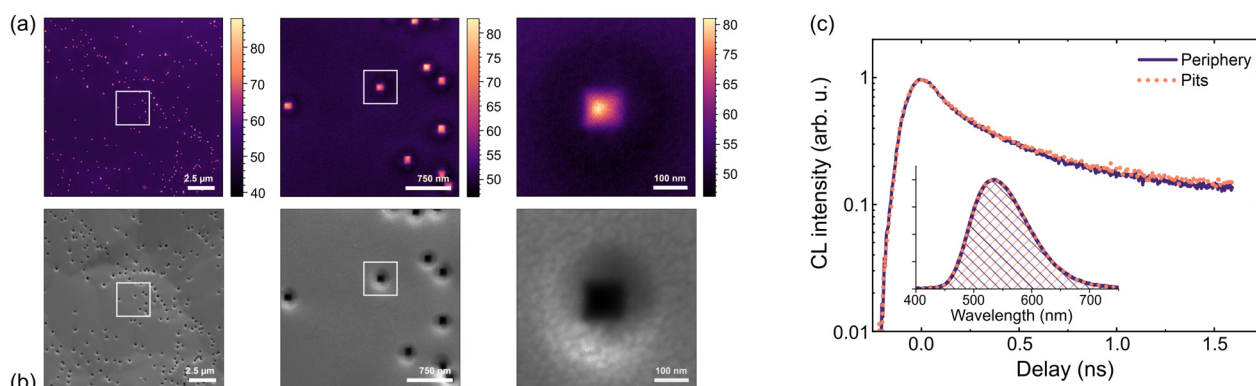 (a)
80
70
60
50
40
2.5 µm
80
75
70
65
60
55
50
750 nm
80
75
70
65
60
55
50
100 nm
2.5 µm
750 nm
100 nm
(b)
(c)
CL intensity (arb. u.)
1
0.1
0.01
Periphery
Pits
400 500 600 700
Wavelength (nm)
0.0 0.5 1.0 1.5
Delay (ns)